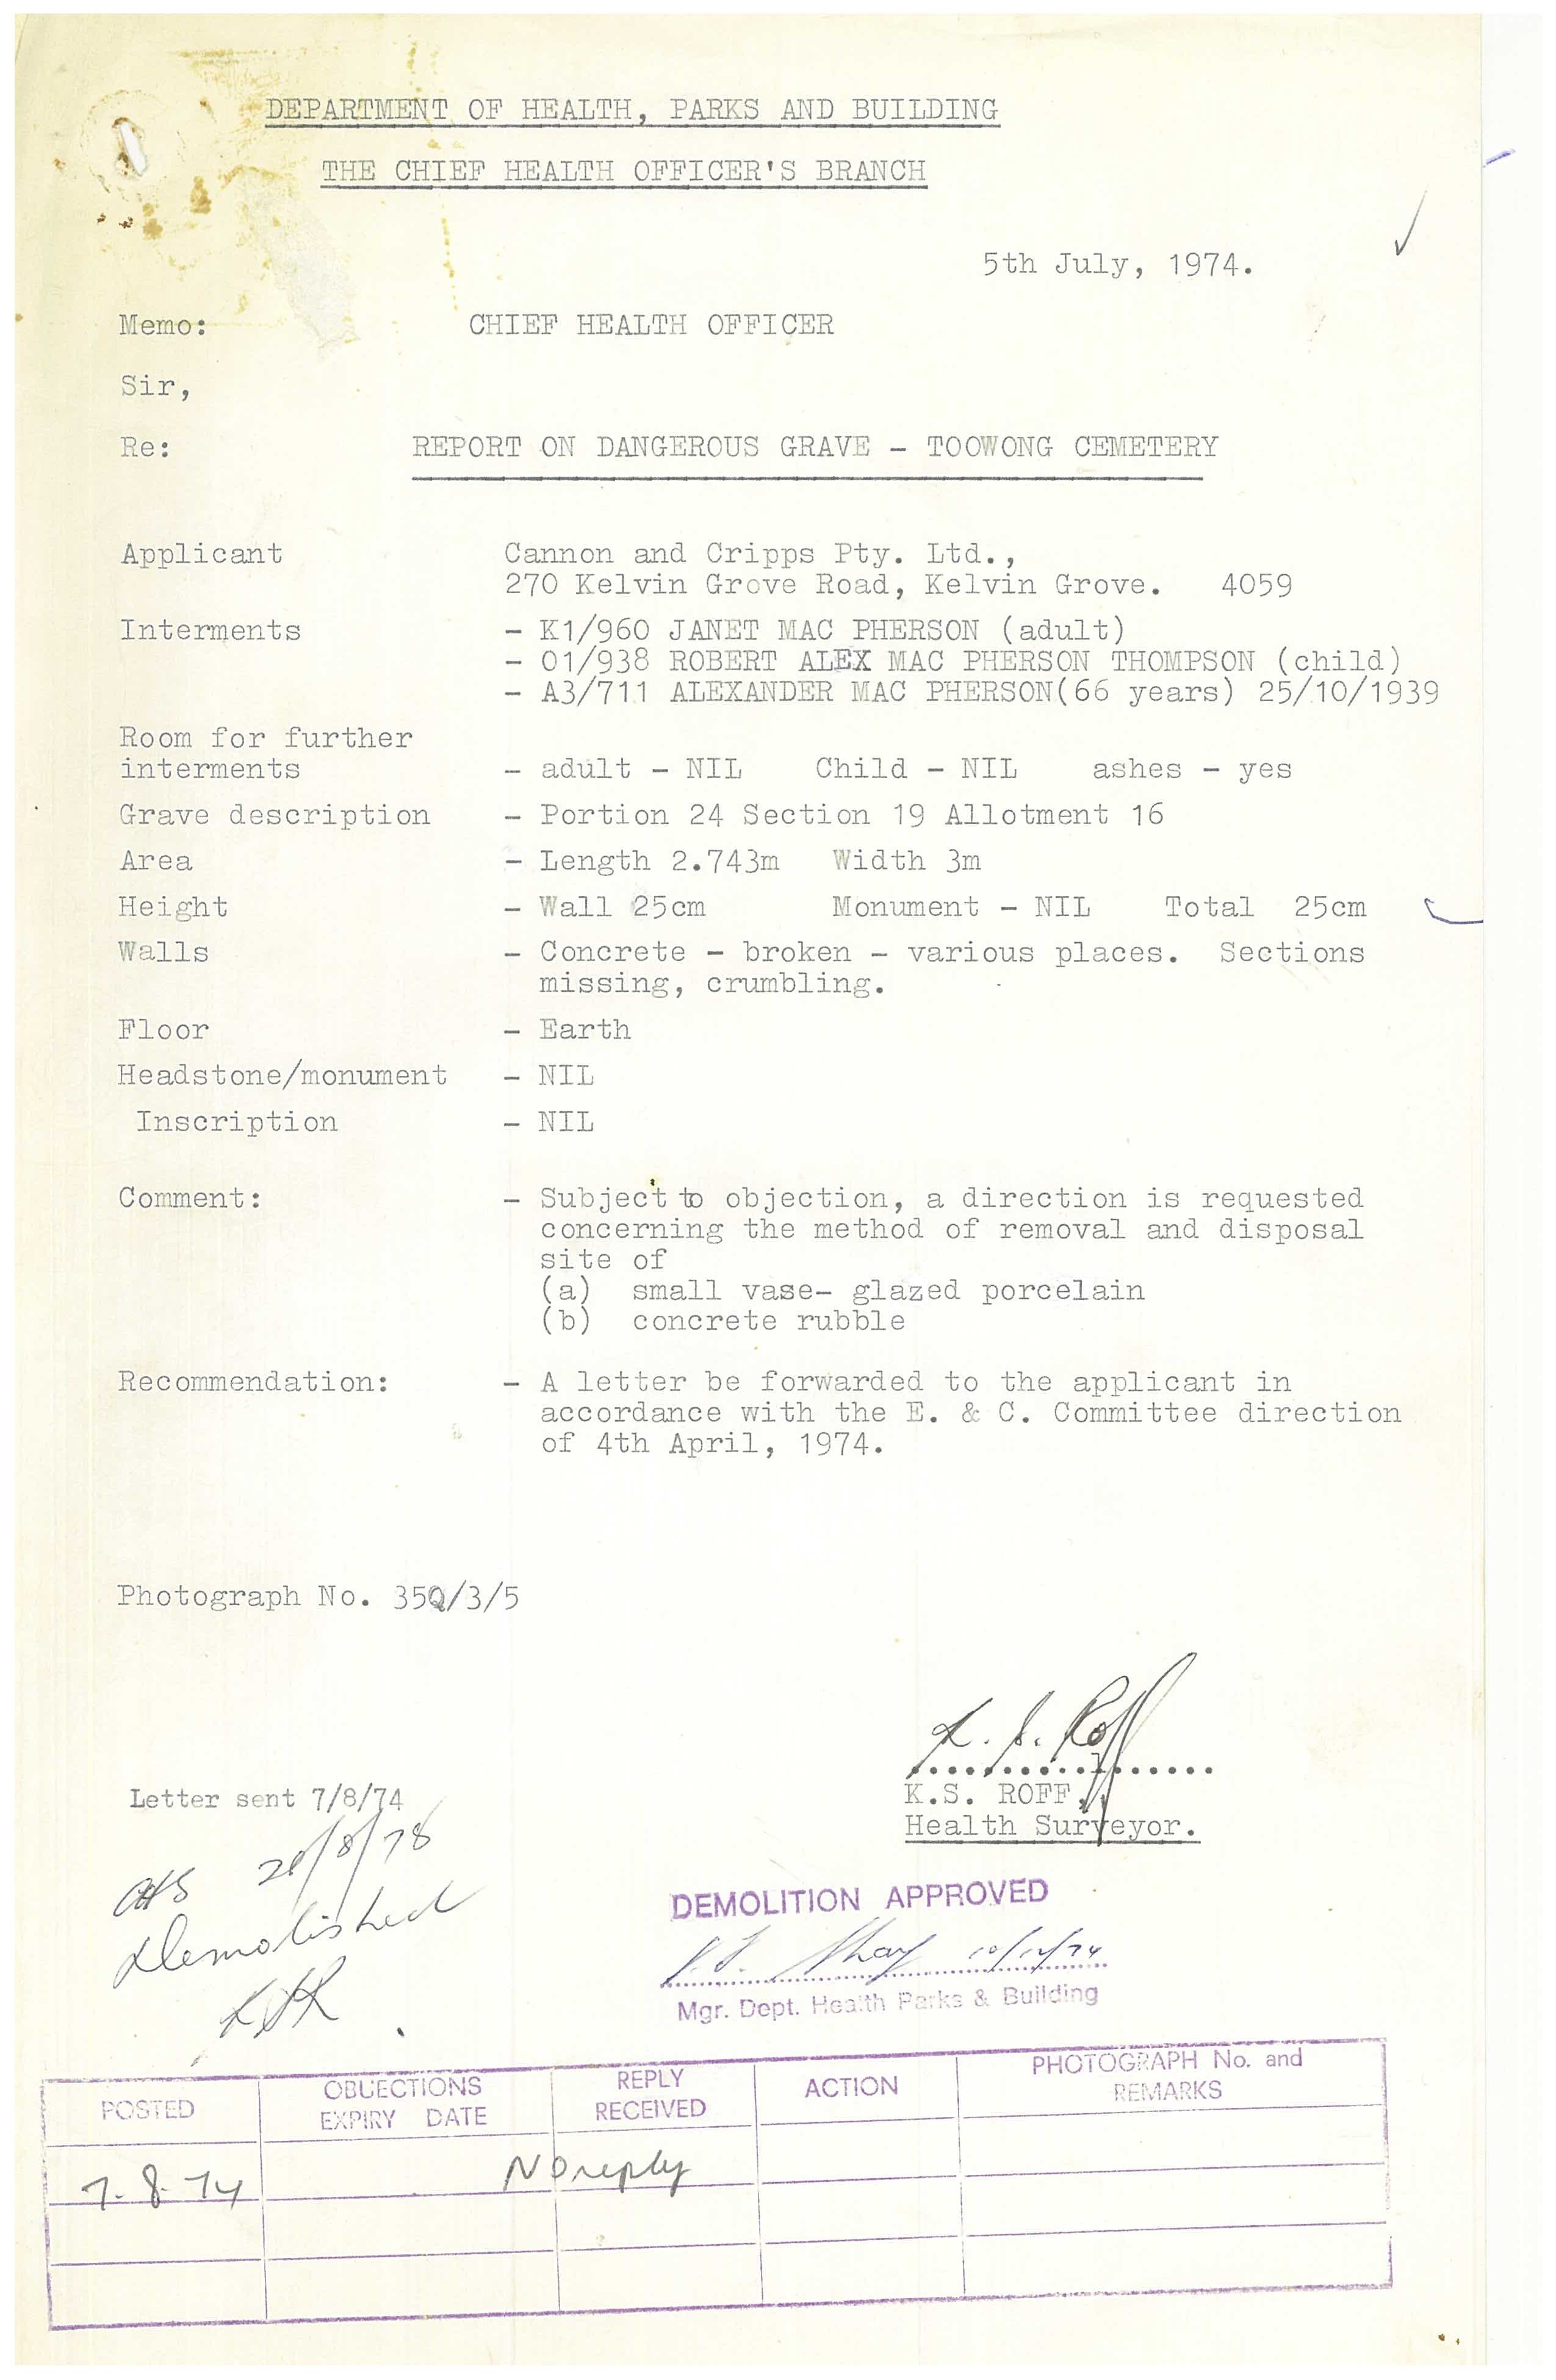 DEPARTMENT OF HEALTH, PARKS AND BUILDING
THE CHIEF HEALTH OFFICER'S BRANCH
5th July, 1974.
Memo: CHIEF HEALTH OFFICER
Sir,
Re: REPORT ON DANGEROUS GRAVE - TOOWONG CEMETERY
Applicant Cannon and Cripps Pty. Ltd.,
270 Kelvin Grove Road, Kelvin Grove. 4059
Interments - K1/960 JANET MAC PHERSON (adult)
- O1/938 ROBERT ALEX MAC PHERSON THOMPSON (child)
- A3/711 ALEXANDER MAC PHERSON(66 years) 25/10/1939
Room for further
interments - adult - NIL Child - NIL ashes - yes
Grave description - Portion 24 Section 19 Allotment 16
Area - Length 2.743m Width 3m
Height - Wall 25cm Monument - NIL Total 25cm
Walls - Concrete - broken - various places. Sections
missing, crumbling.
Floor - Earth
Headstone/monument - NIL
Inscription - NIL
Comment: - Subject to objection, a direction is requested
concerning the method of removal and disposal
site of
(a) small vase- glazed porcelain
(b) concrete rubble
Recommendation: - A letter be forwarded to the applicant in
accordance with the E. & C. Committee direction
of 4th April, 1974.
Photograph No. 35Q/3/5
K. S. Roff
K.S. ROFF,
Health Surveyor.
Letter sent 7/8/74
/8/78
Demolished
DEMOLITION APPROVED
10/12/74
Mgr. Dept. Health Parks & Building
POSTED OBJECTIONS EXPIRY DATE REPLY RECEIVED ACTION PHOTOGRAPH No. and REMARKS
7.8.74 No reply